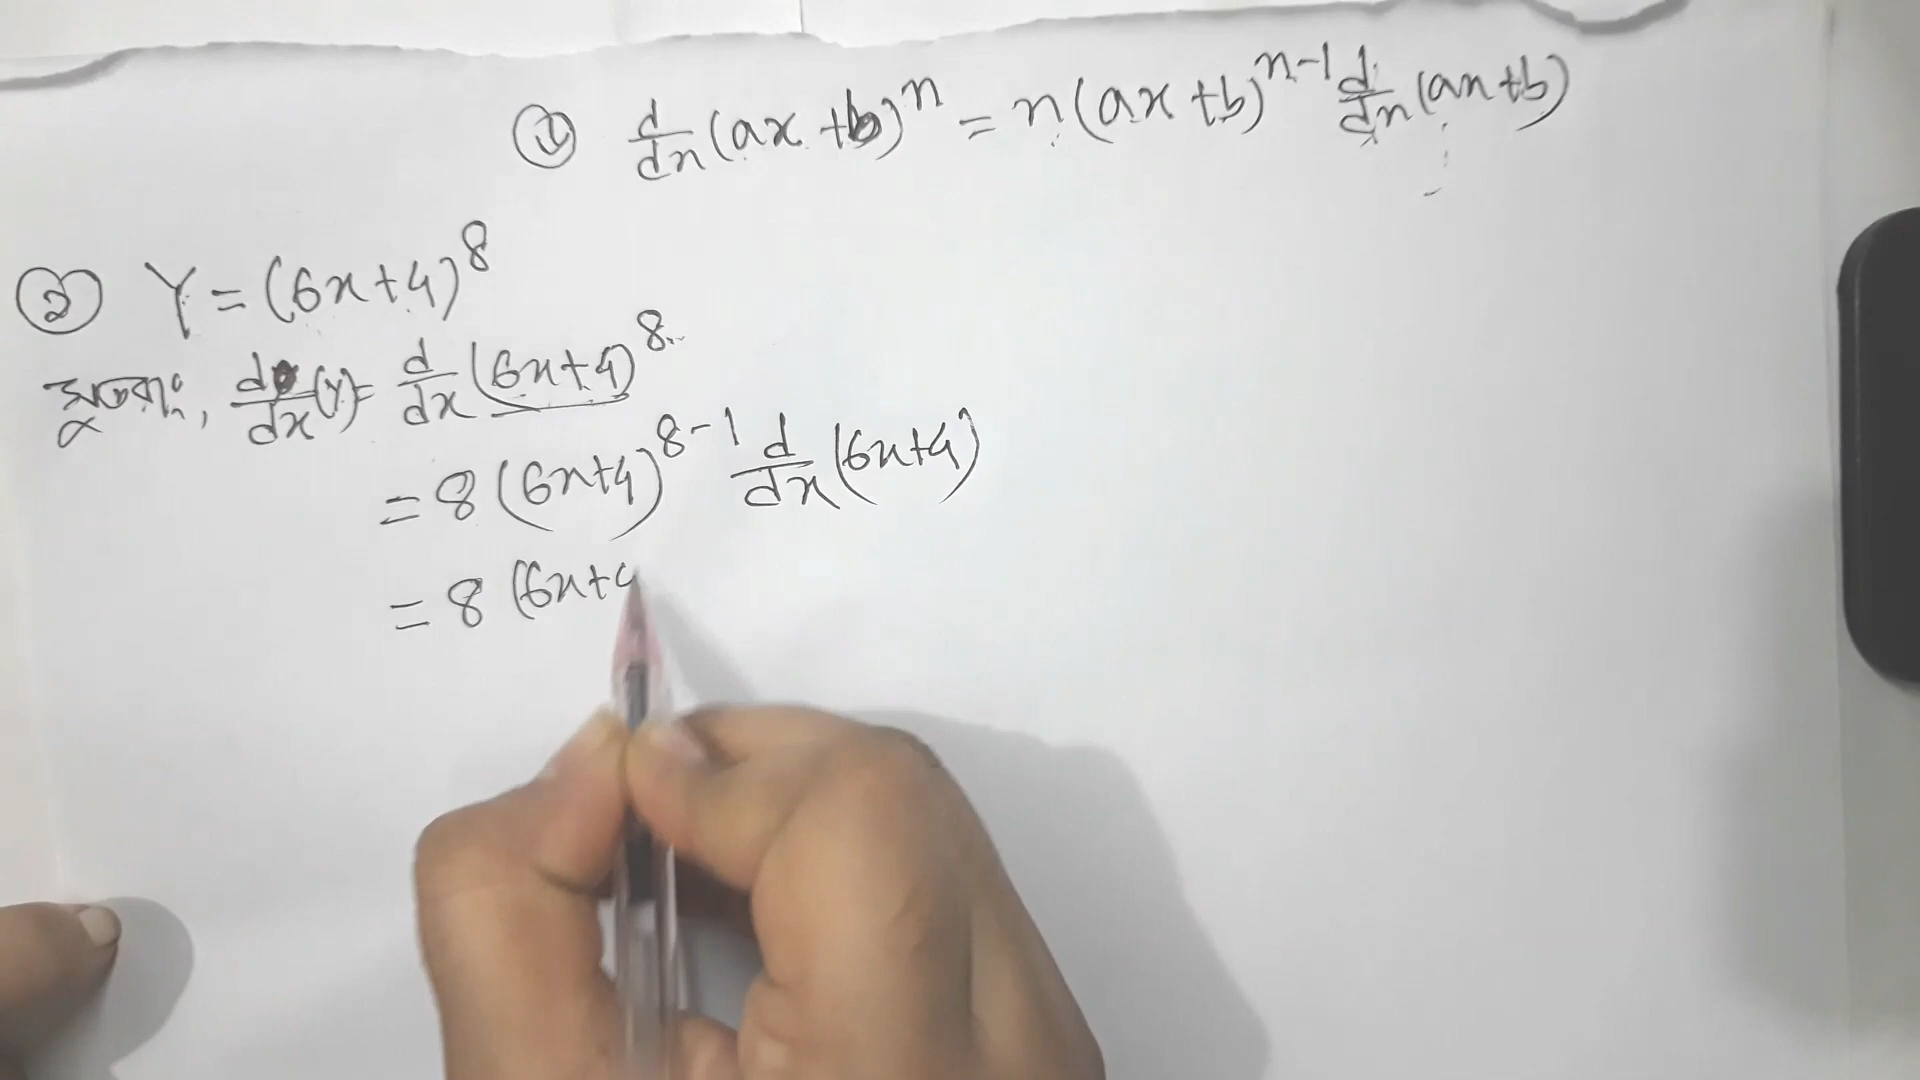 ① d/dx (ax+b)^n = n(ax+b)^{n-1} d/dx (ax+b)
② Y = (6x+4)^8
সুতরাং, d/dx (Y) = d/dx (6x+4)^8
= 8 (6x+4)^{8-1} d/dx (6x+4)
= 8 (6x+4